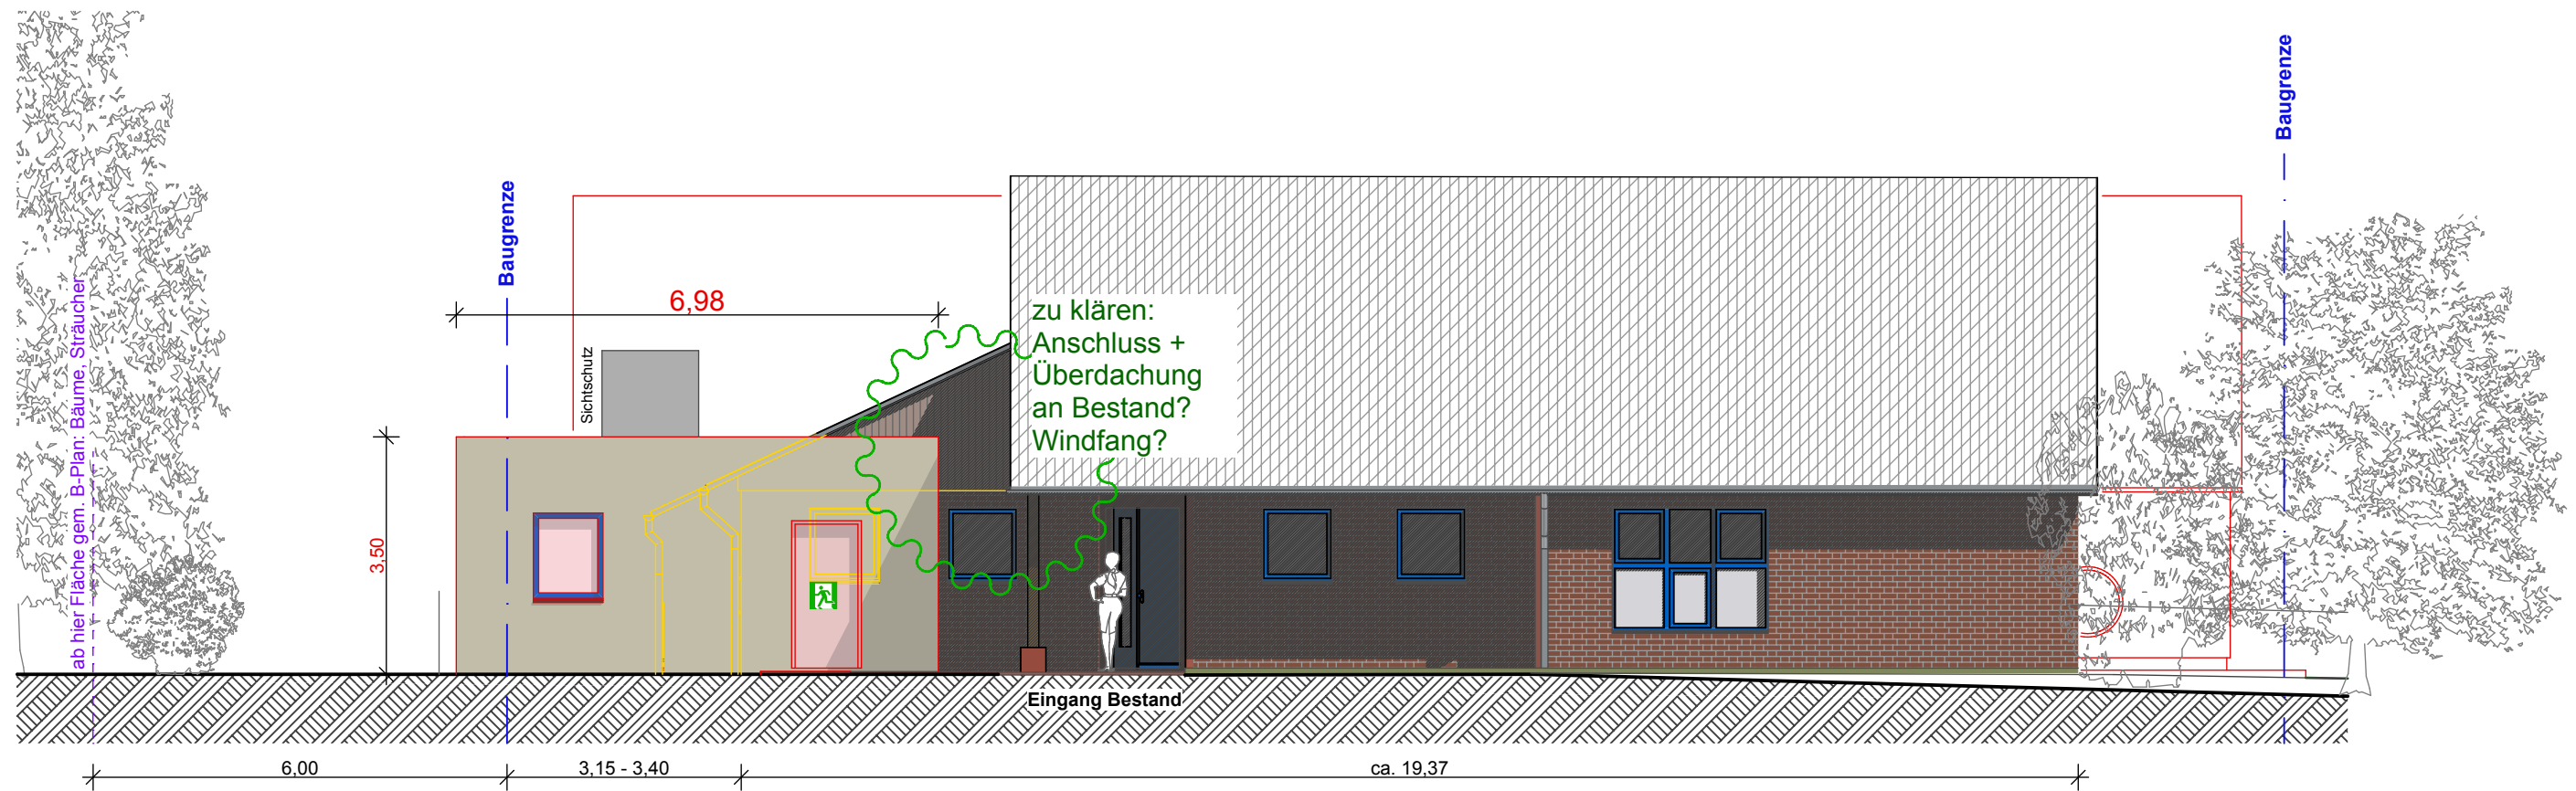 Baugrenze
Baugrenze
6,98
zu klären:
Anschluss +
Überdachung
an Bestand?
Windfang?
Sichtschutz
ab hier Fläche gem. B-Plan: Bäume, Sträucher
3,50
Eingang Bestand
6,00
3,15 - 3,40
ca. 19,37